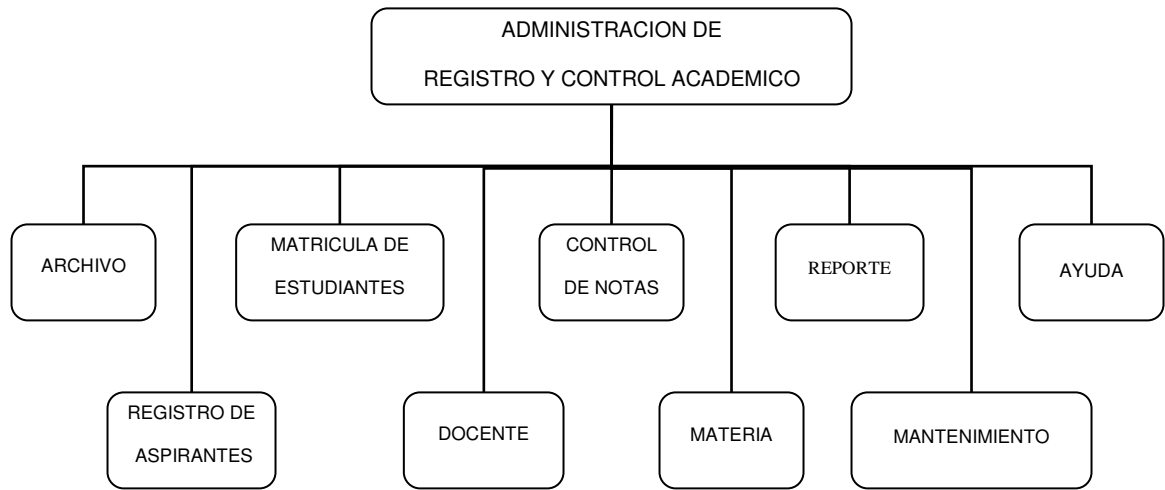 ADMINISTRACION DE
REGISTRO Y CONTROL ACADEMICO
ARCHIVO
MATRICULA DE
ESTUDIANTES
CONTROL
DE NOTAS
REPORTE
AYUDA
REGISTRO DE
ASPIRANTES
DOCENTE
MATERIA
MANTENIMIENTO